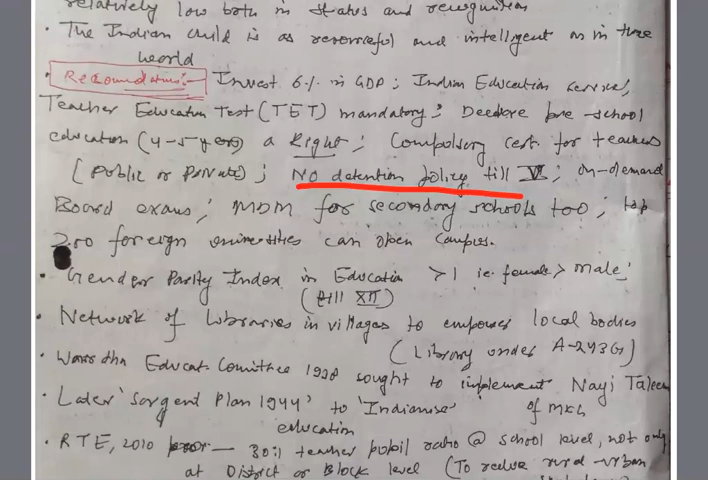 relatively low both in status and recognition
• The Indian child is as resourceful and intelligent as in the
world
• Recomendations:- Invest 6% in GDP; Indian Education service,
Teacher Education Test (TET) mandatory; Declare pre-school
education (4-5 years) a Right; Compulsory cert. for teachers
(Public or Private); No detention policy till V; on-demand
Board exams; MDM for secondary schools too; top
200 foreign universities can open campus.
• Gender Parity Index in Education >1 i.e. female > male;
(till XII)
• Network of Libraries in villages to empower local bodies
(Library under A-243G)
• Wardha Educat. Comittee 1938 sought to implement Nayi Taleem
of MKG
• Later 'Sargent Plan 1944' to 'Indianise'
education
• RTE, 2010 — 30:1 teacher pupil ratio @ school level, not only
at District or Block level (To reduce rural-urban